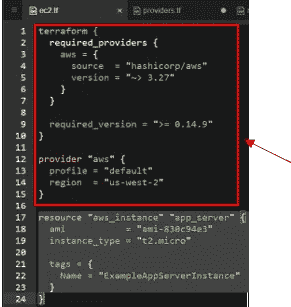 ec2.tf × providers.tf
1 terraform {
2 required_providers {
3 aws = {
4 source = "hashicorp/aws"
5 version = "~> 3.27"
6 }
7 }
8
9 required_version = ">= 0.14.9"
10 }
11
12 provider "aws" {
13 profile = "default"
14 region = "us-west-2"
15 }
16
17 resource "aws_instance" "app_server" {
18 ami = "ami-830c94e3"
19 instance_type = "t2.micro"
20
21 tags = {
22 Name = "ExampleAppServerInstance"
23 }
24 }